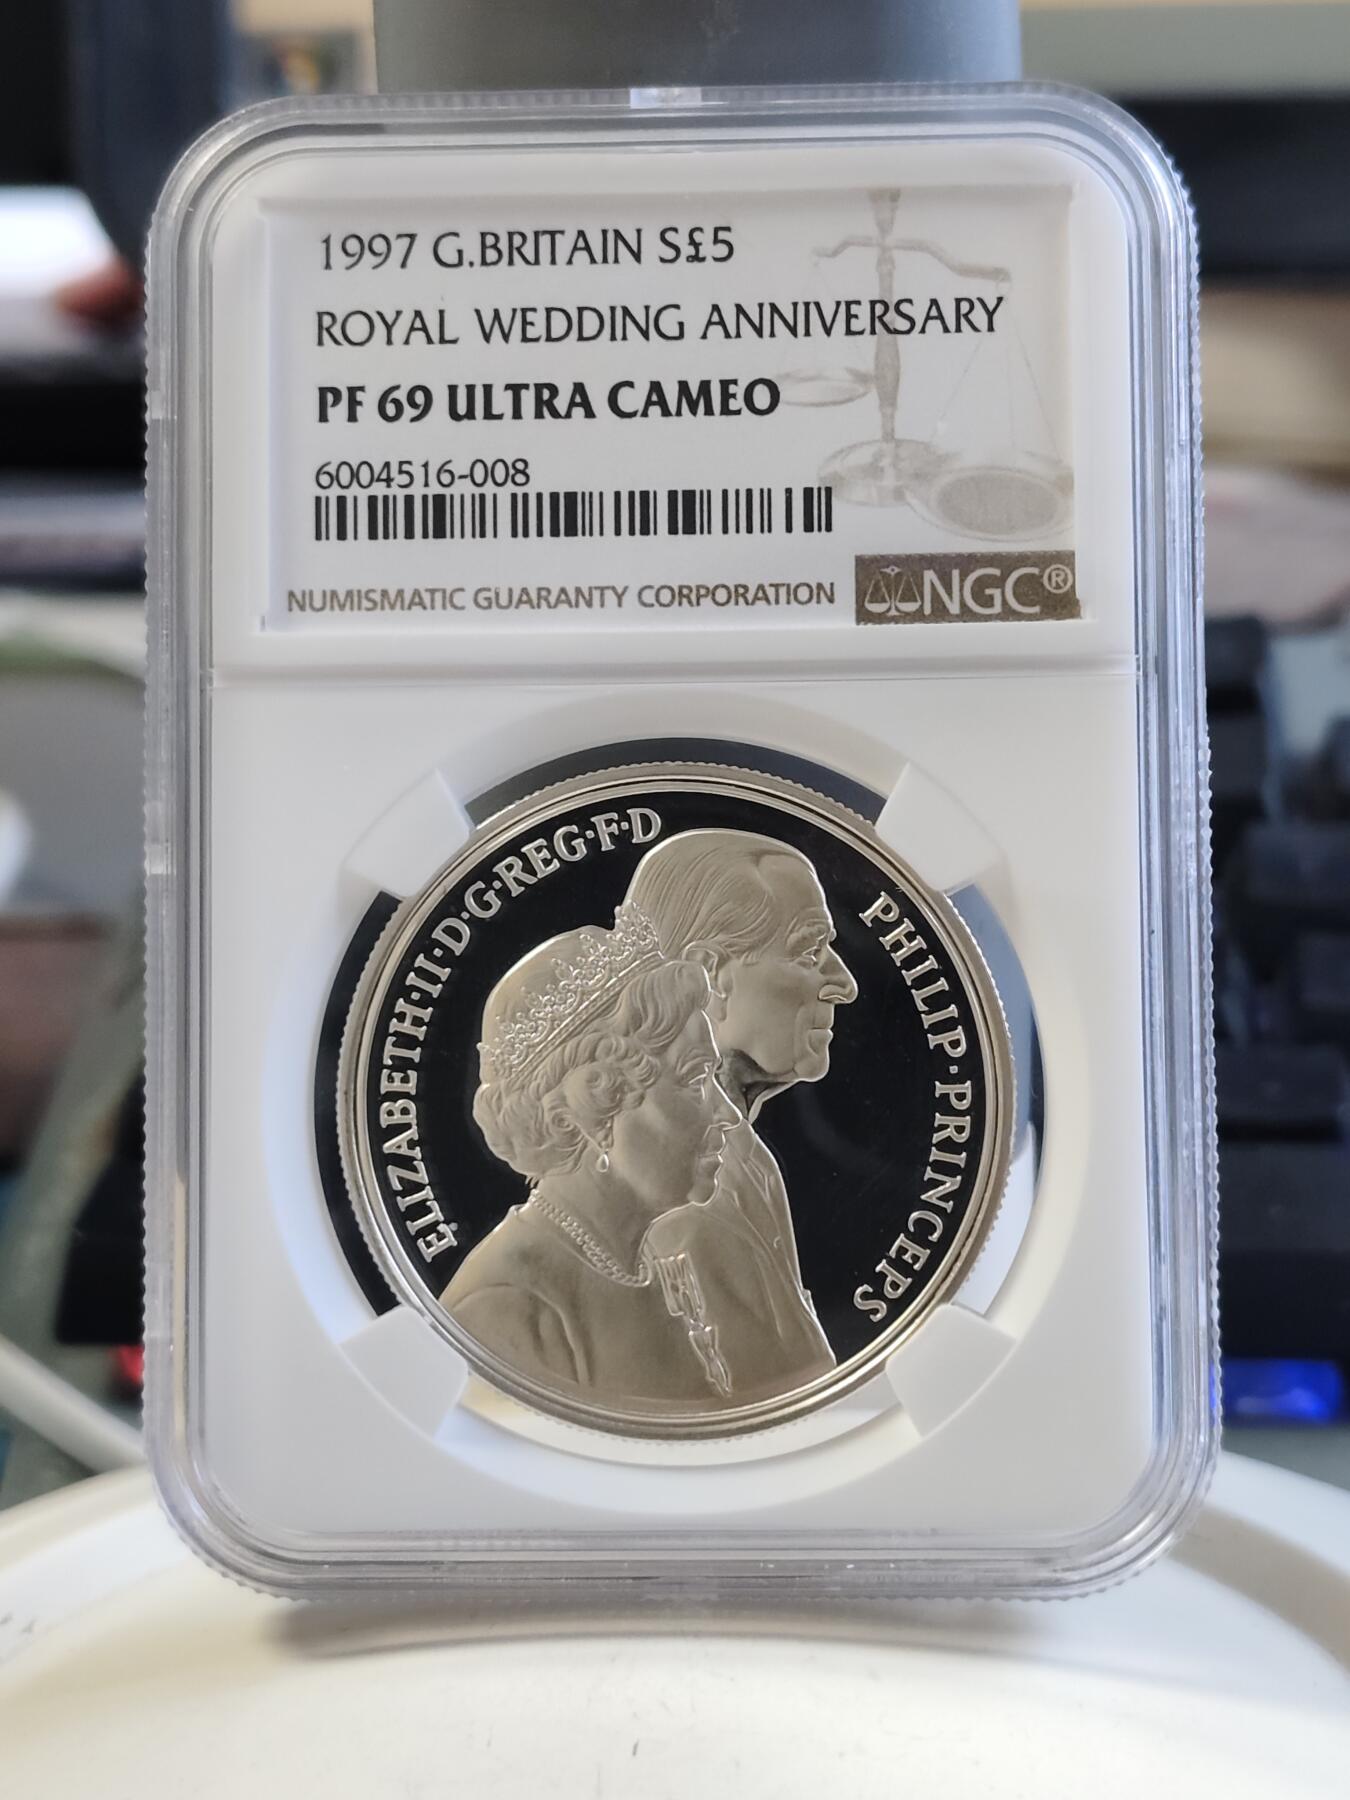 1997 G.BRITAIN S£5
ROYAL WEDDING ANNIVERSARY
PF 69 ULTRA CAMEO
6004516-008
NUMISMATIC GUARANTY CORPORATION
NGC®
ELIZABETH·II·D·G·REG·F·D
PHILIP·PRINCEPS